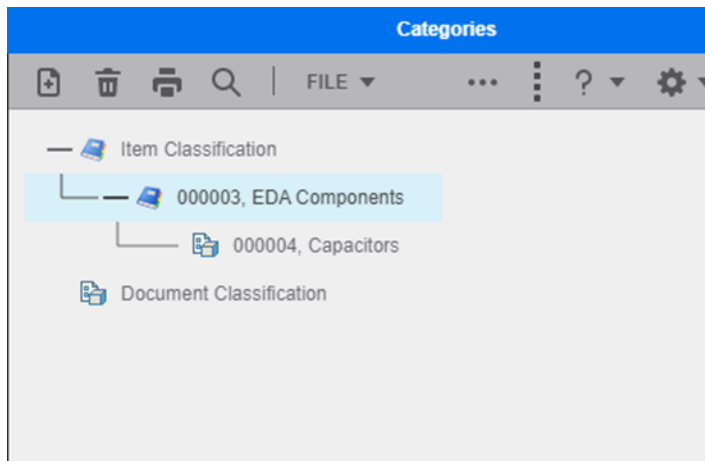 Categories
FILE
?
Item Classification
000003, EDA Components
000004, Capacitors
Document Classification